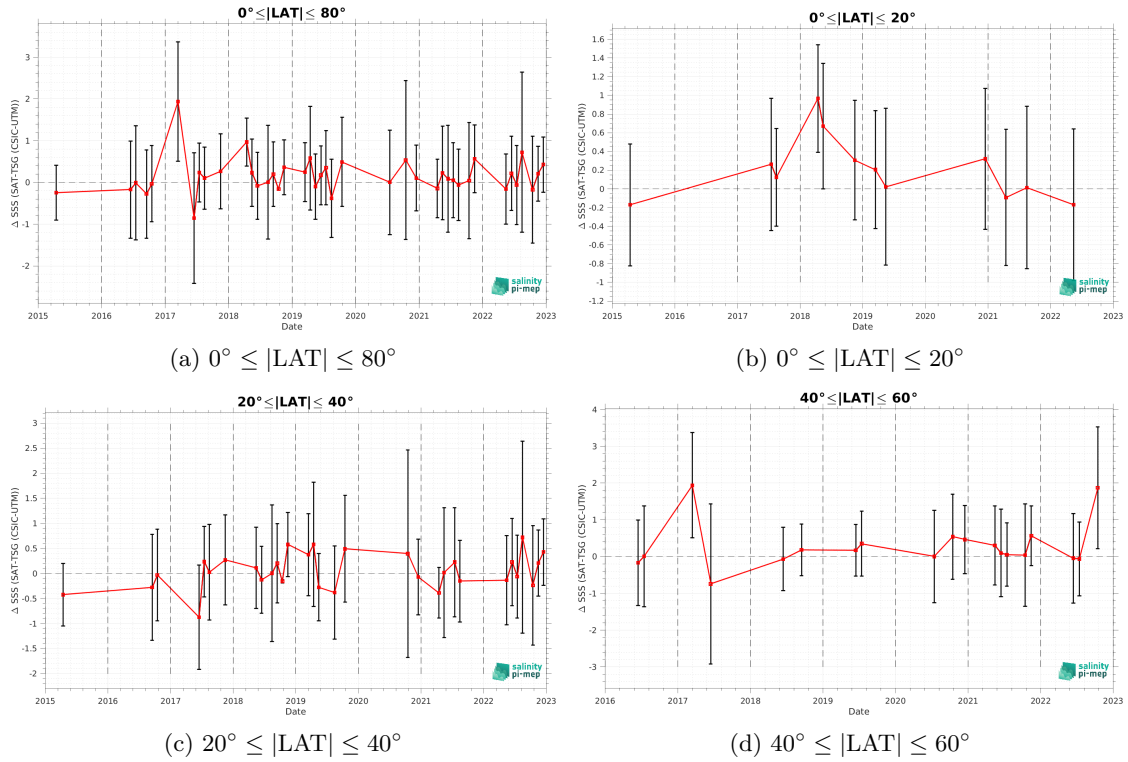 0°≤|LAT|≤ 80°
Δ SSS (SAT-TSG (CSIC-UTM))
3
2
1
0
-1
-2
2015 2016 2017 2018 2019 2020 2021 2022 2023
Date
salinity
pi-mep
(a) 0° ≤ |LAT| ≤ 80°
0°≤|LAT|≤ 20°
Δ SSS (SAT-TSG (CSIC-UTM))
1.6
1.4
1.2
1
0.8
0.6
0.4
0.2
0
-0.2
-0.4
-0.6
-0.8
-1
-1.2
2015 2016 2017 2018 2019 2020 2021 2022 2023
Date
salinity
pi-mep
(b) 0° ≤ |LAT| ≤ 20°
20°≤|LAT|≤ 40°
Δ SSS (SAT-TSG (CSIC-UTM))
3
2.5
2
1.5
1
0.5
0
-0.5
-1
-1.5
-2
2015 2016 2017 2018 2019 2020 2021 2022 2023
Date
salinity
pi-mep
(c) 20° ≤ |LAT| ≤ 40°
40°≤|LAT|≤ 60°
Δ SSS (SAT-TSG (CSIC-UTM))
4
3
2
1
0
-1
-2
-3
2016 2017 2018 2019 2020 2021 2022 2023
Date
salinity
pi-mep
(d) 40° ≤ |LAT| ≤ 60°